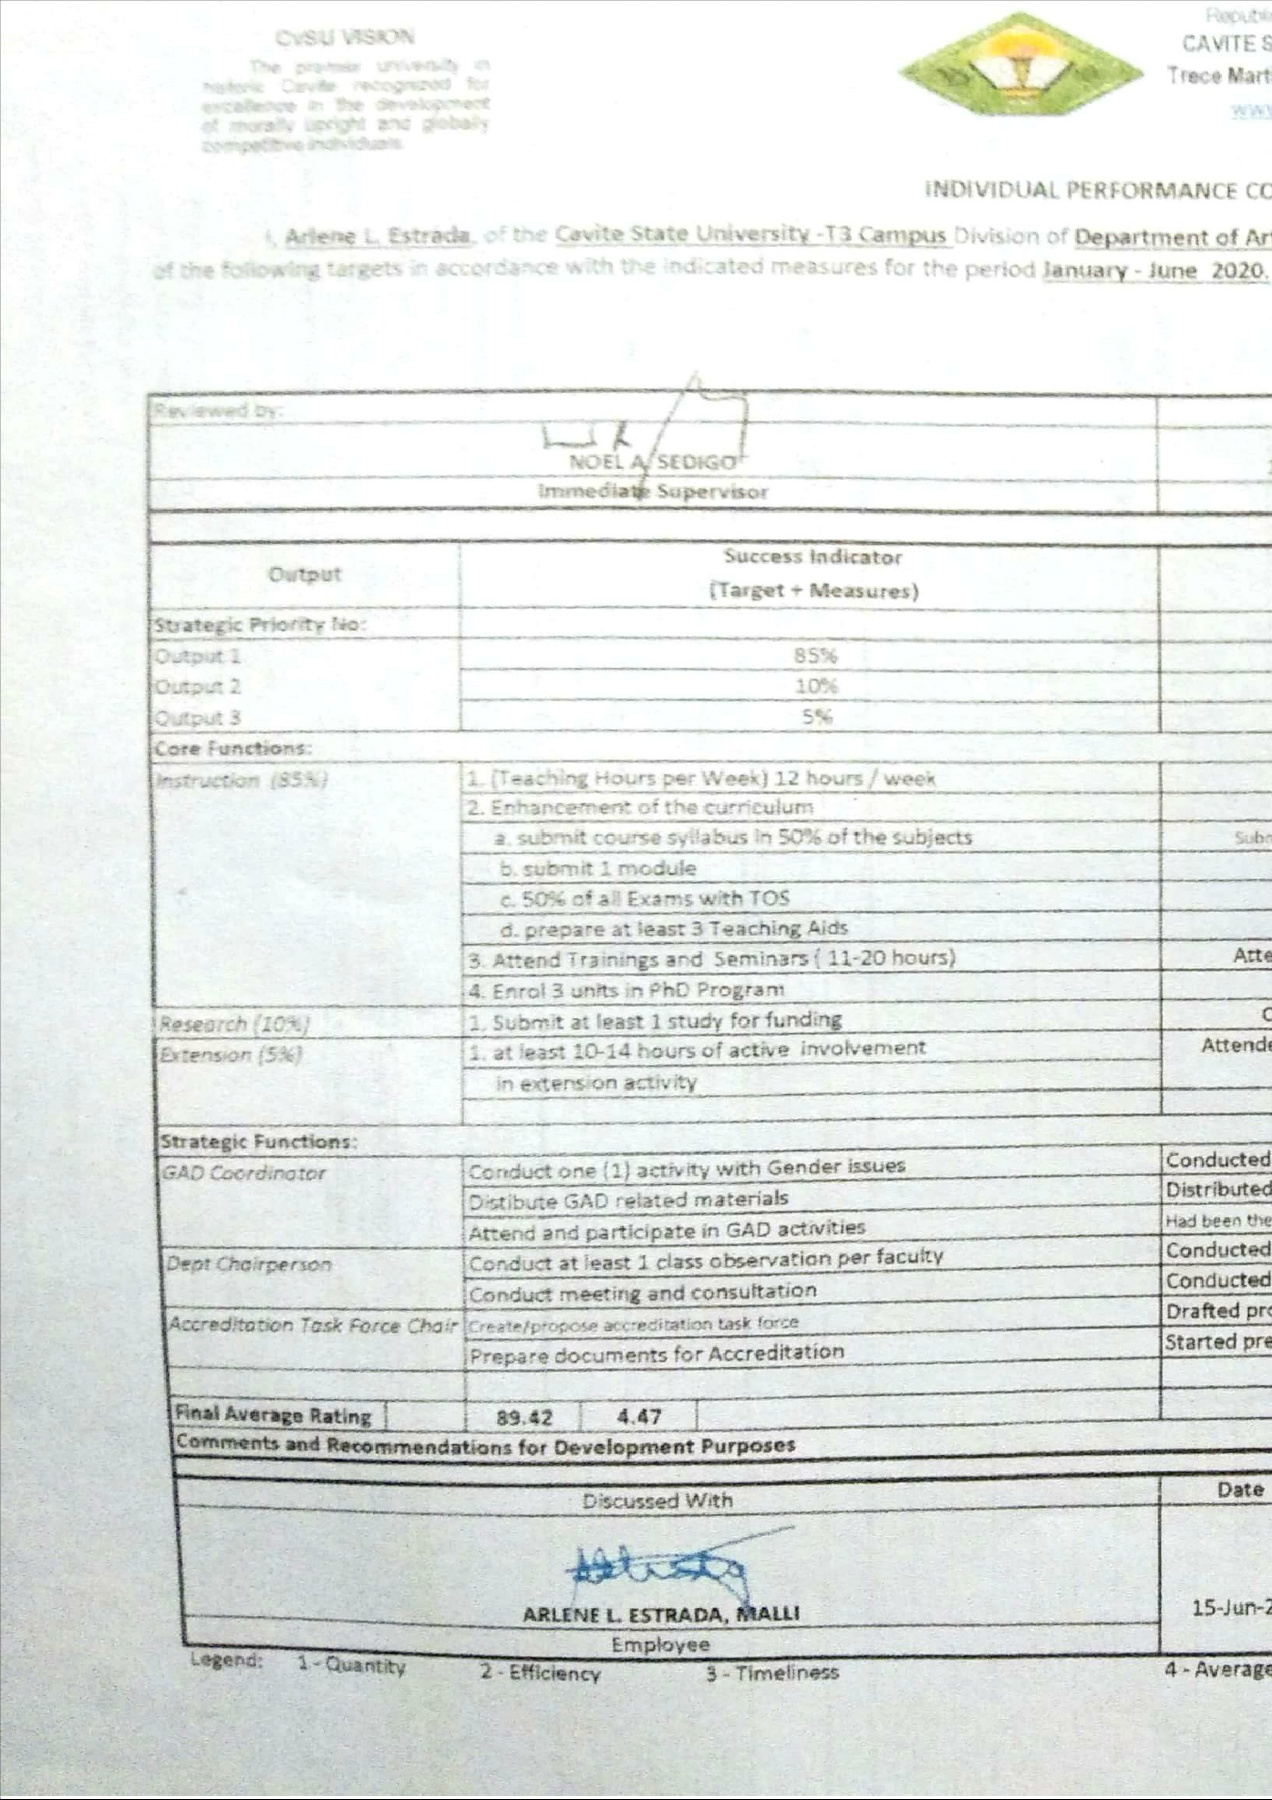 CvSU VISION
The premier university in
historic Cavite recognized for
excellence in the development
of morally upright and globally
competitive individuals.
Republi
CAVITE S
Trece Mart
www
INDIVIDUAL PERFORMANCE CO
I, Arlene L. Estrada, of the Cavite State University -T3 Campus Division of Department of Art
of the following targets in accordance with the indicated measures for the period January - June 2020.
Reviewed by:
NOEL A. SEDIGO
Immediate Supervisor
Output
Success Indicator
(Target + Measures)
Strategic Priority No:
Output 1 85%
Output 2 10%
Output 3 5%
Core Functions:
Instruction (85%) 1. (Teaching Hours per Week) 12 hours / week
2. Enhancement of the curriculum
a. submit course syllabus in 50% of the subjects Subm
b. submit 1 module
c. 50% of all Exams with TOS
d. prepare at least 3 Teaching Aids
3. Attend Trainings and Seminars ( 11-20 hours) Atte
4. Enrol 3 units in PhD Program
Research (10%) 1. Submit at least 1 study for funding
Extension (5%) 1. at least 10-14 hours of active involvement Attende
in extension activity
Strategic Functions:
GAD Coordinator Conduct one (1) activity with Gender issues Conducted
Distibute GAD related materials Distributed
Attend and participate in GAD activities Had been the
Dept Chairperson Conduct at least 1 class observation per faculty Conducted
Conduct meeting and consultation Conducted
Accreditation Task Force Chair Create/propose accreditation task force Drafted pro
Prepare documents for Accreditation Started pre
Final Average Rating 89.42 4.47
Comments and Recommendations for Development Purposes
Discussed With Date
ARLENE L. ESTRADA, MALLI 15-Jun-2
Employee
Legend: 1 - Quantity 2 - Efficiency 3 - Timeliness 4 - Average